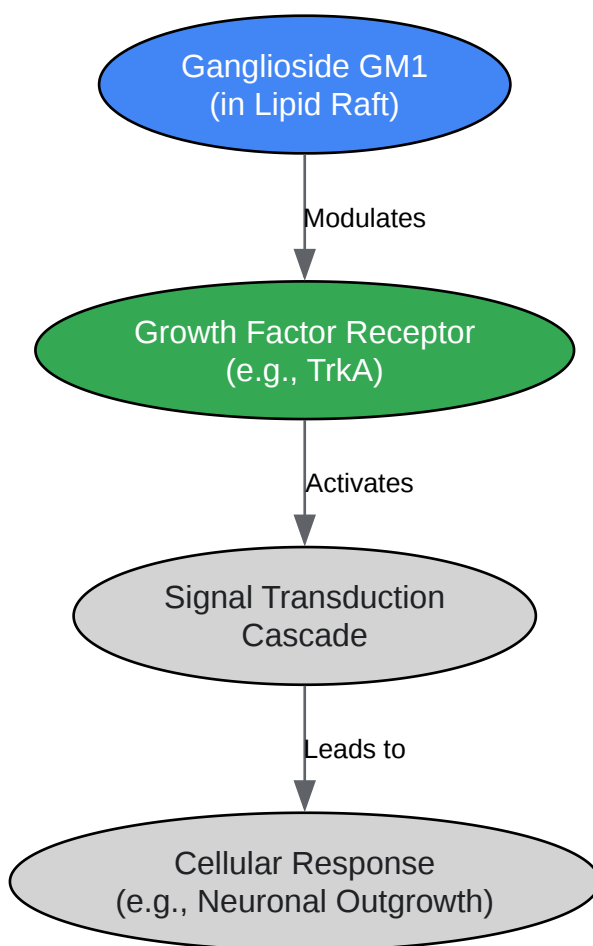 Ganglioside GM1
(in Lipid Raft)
Modulates
Growth Factor Receptor
(e.g., TrkA)
Activates
Signal Transduction
Cascade
Leads to
Cellular Response
(e.g., Neuronal Outgrowth)